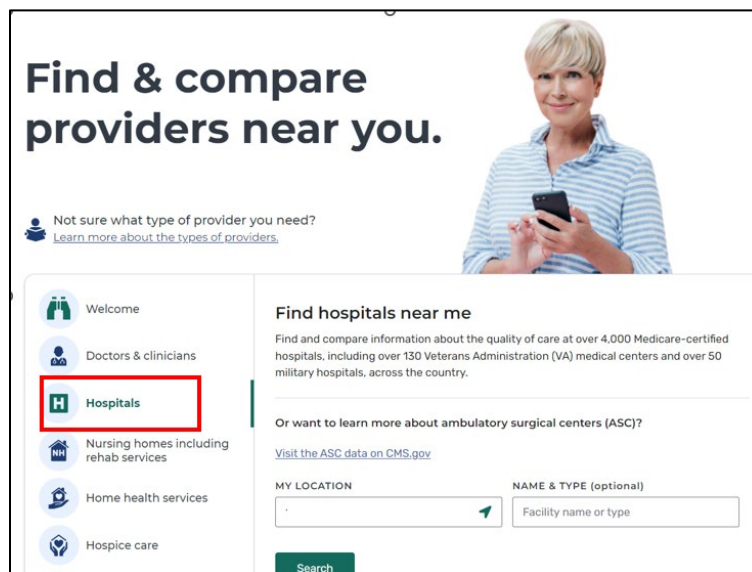 Find & compare
providers near you.
Not sure what type of provider you need?
Learn more about the types of providers.
Welcome
Doctors & clinicians
H
Hospitals
NH
Nursing homes including
rehab services
Home health services
Hospice care
Find hospitals near me
Find and compare information about the quality of care at over 4,000 Medicare-certified
hospitals, including over 130 Veterans Administration (VA) medical centers and over 50
military hospitals, across the country.
Or want to learn more about ambulatory surgical centers (ASC)?
Visit the ASC data on CMS.gov
MY LOCATION
NAME & TYPE (optional)
Facility name or type
Search